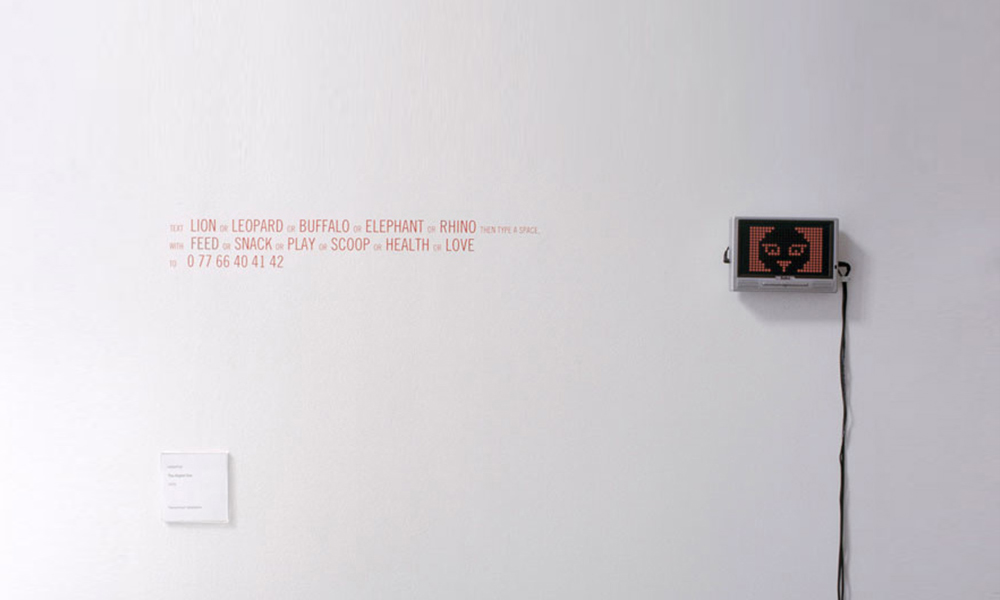 TEXT LION OR LEOPARD OR BUFFALO OR ELEPHANT OR RHINO THEN TYPE A SPACE.
WITH FEED OR SNACK OR PLAY OR SCOOP OR HEALTH OR LOVE
TO 0 77 66 40 41 42